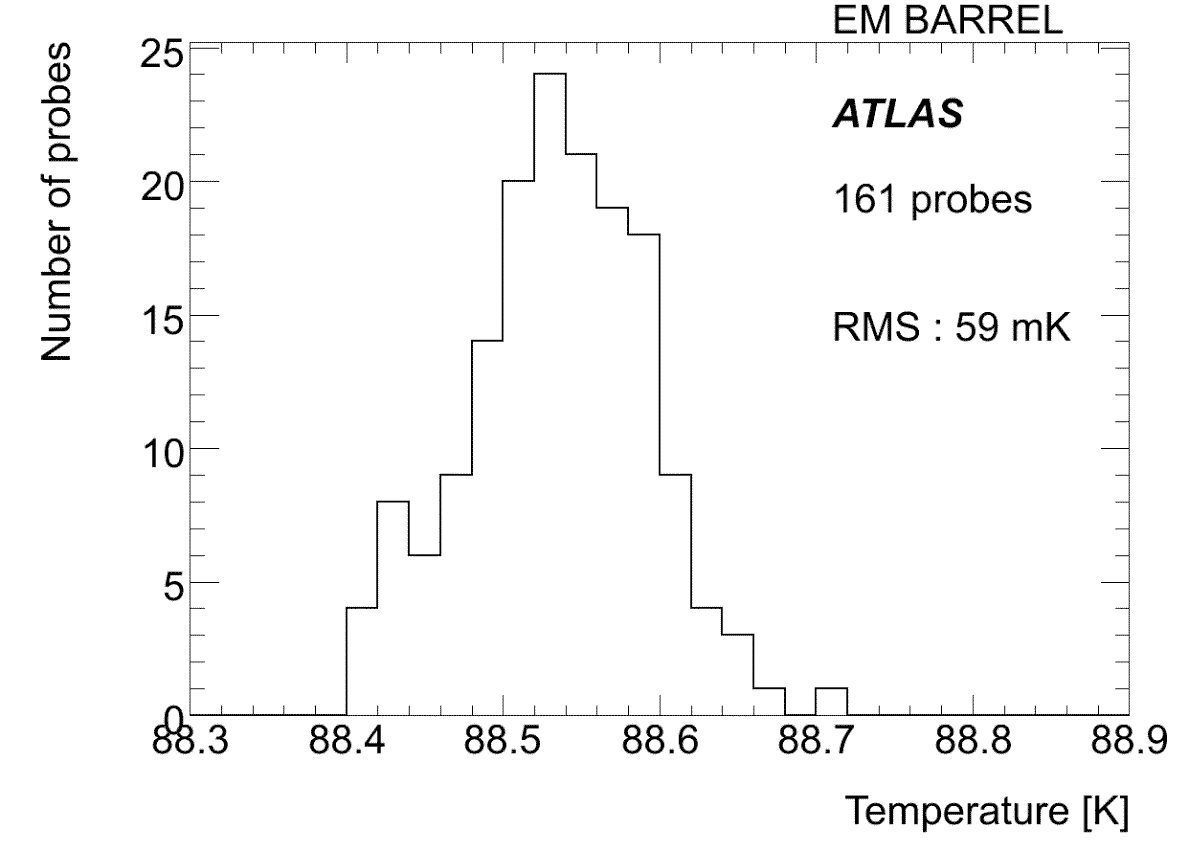 EM BARREL
Number of probes
25
20
15
10
5
0
ATLAS
161 probes
RMS : 59 mK
88.3 88.4 88.5 88.6 88.7 88.8 88.9
Temperature [K]